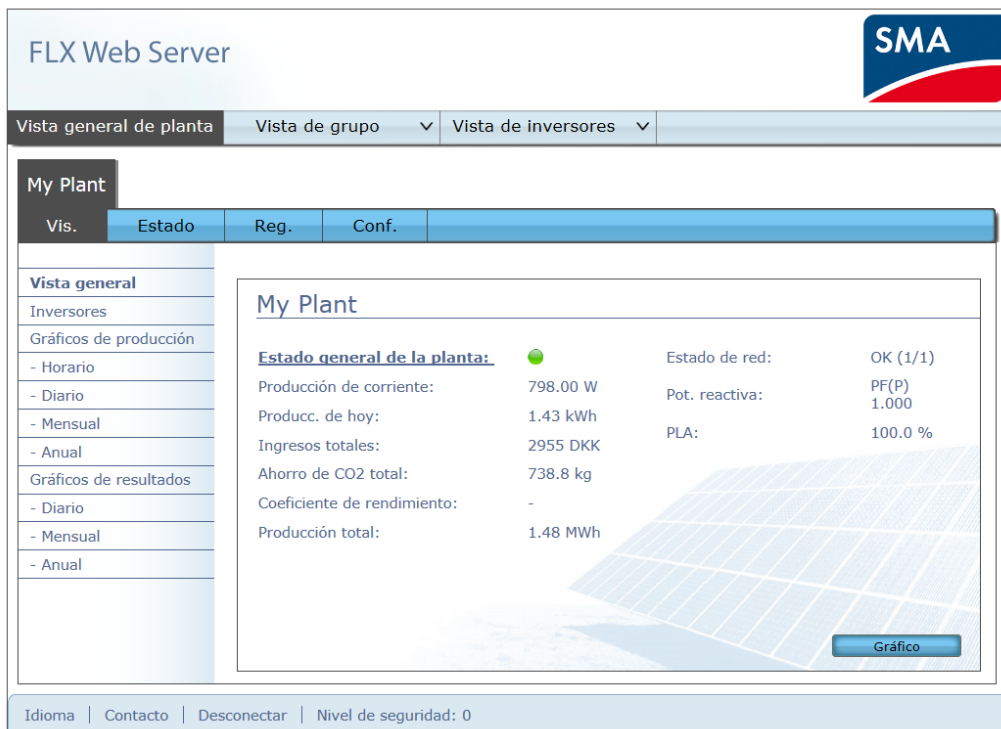 FLX Web Server
SMA
Vista general de planta
Vista de grupo
Vista de inversores
My Plant
Vis.
Estado
Reg.
Conf.
Vista general
Inversores
Gráficos de producción
- Horario
- Diario
- Mensual
- Anual
Gráficos de resultados
- Diario
- Mensual
- Anual
My Plant
Estado general de la planta:
Producción de corriente: 798.00 W
Producc. de hoy: 1.43 kWh
Ingresos totales: 2955 DKK
Ahorro de CO2 total: 738.8 kg
Coeficiente de rendimiento: -
Producción total: 1.48 MWh
Estado de red: OK (1/1)
Pot. reactiva: PF(P)
1.000
PLA: 100.0 %
Gráfico
Idioma | Contacto | Desconectar | Nivel de seguridad: 0